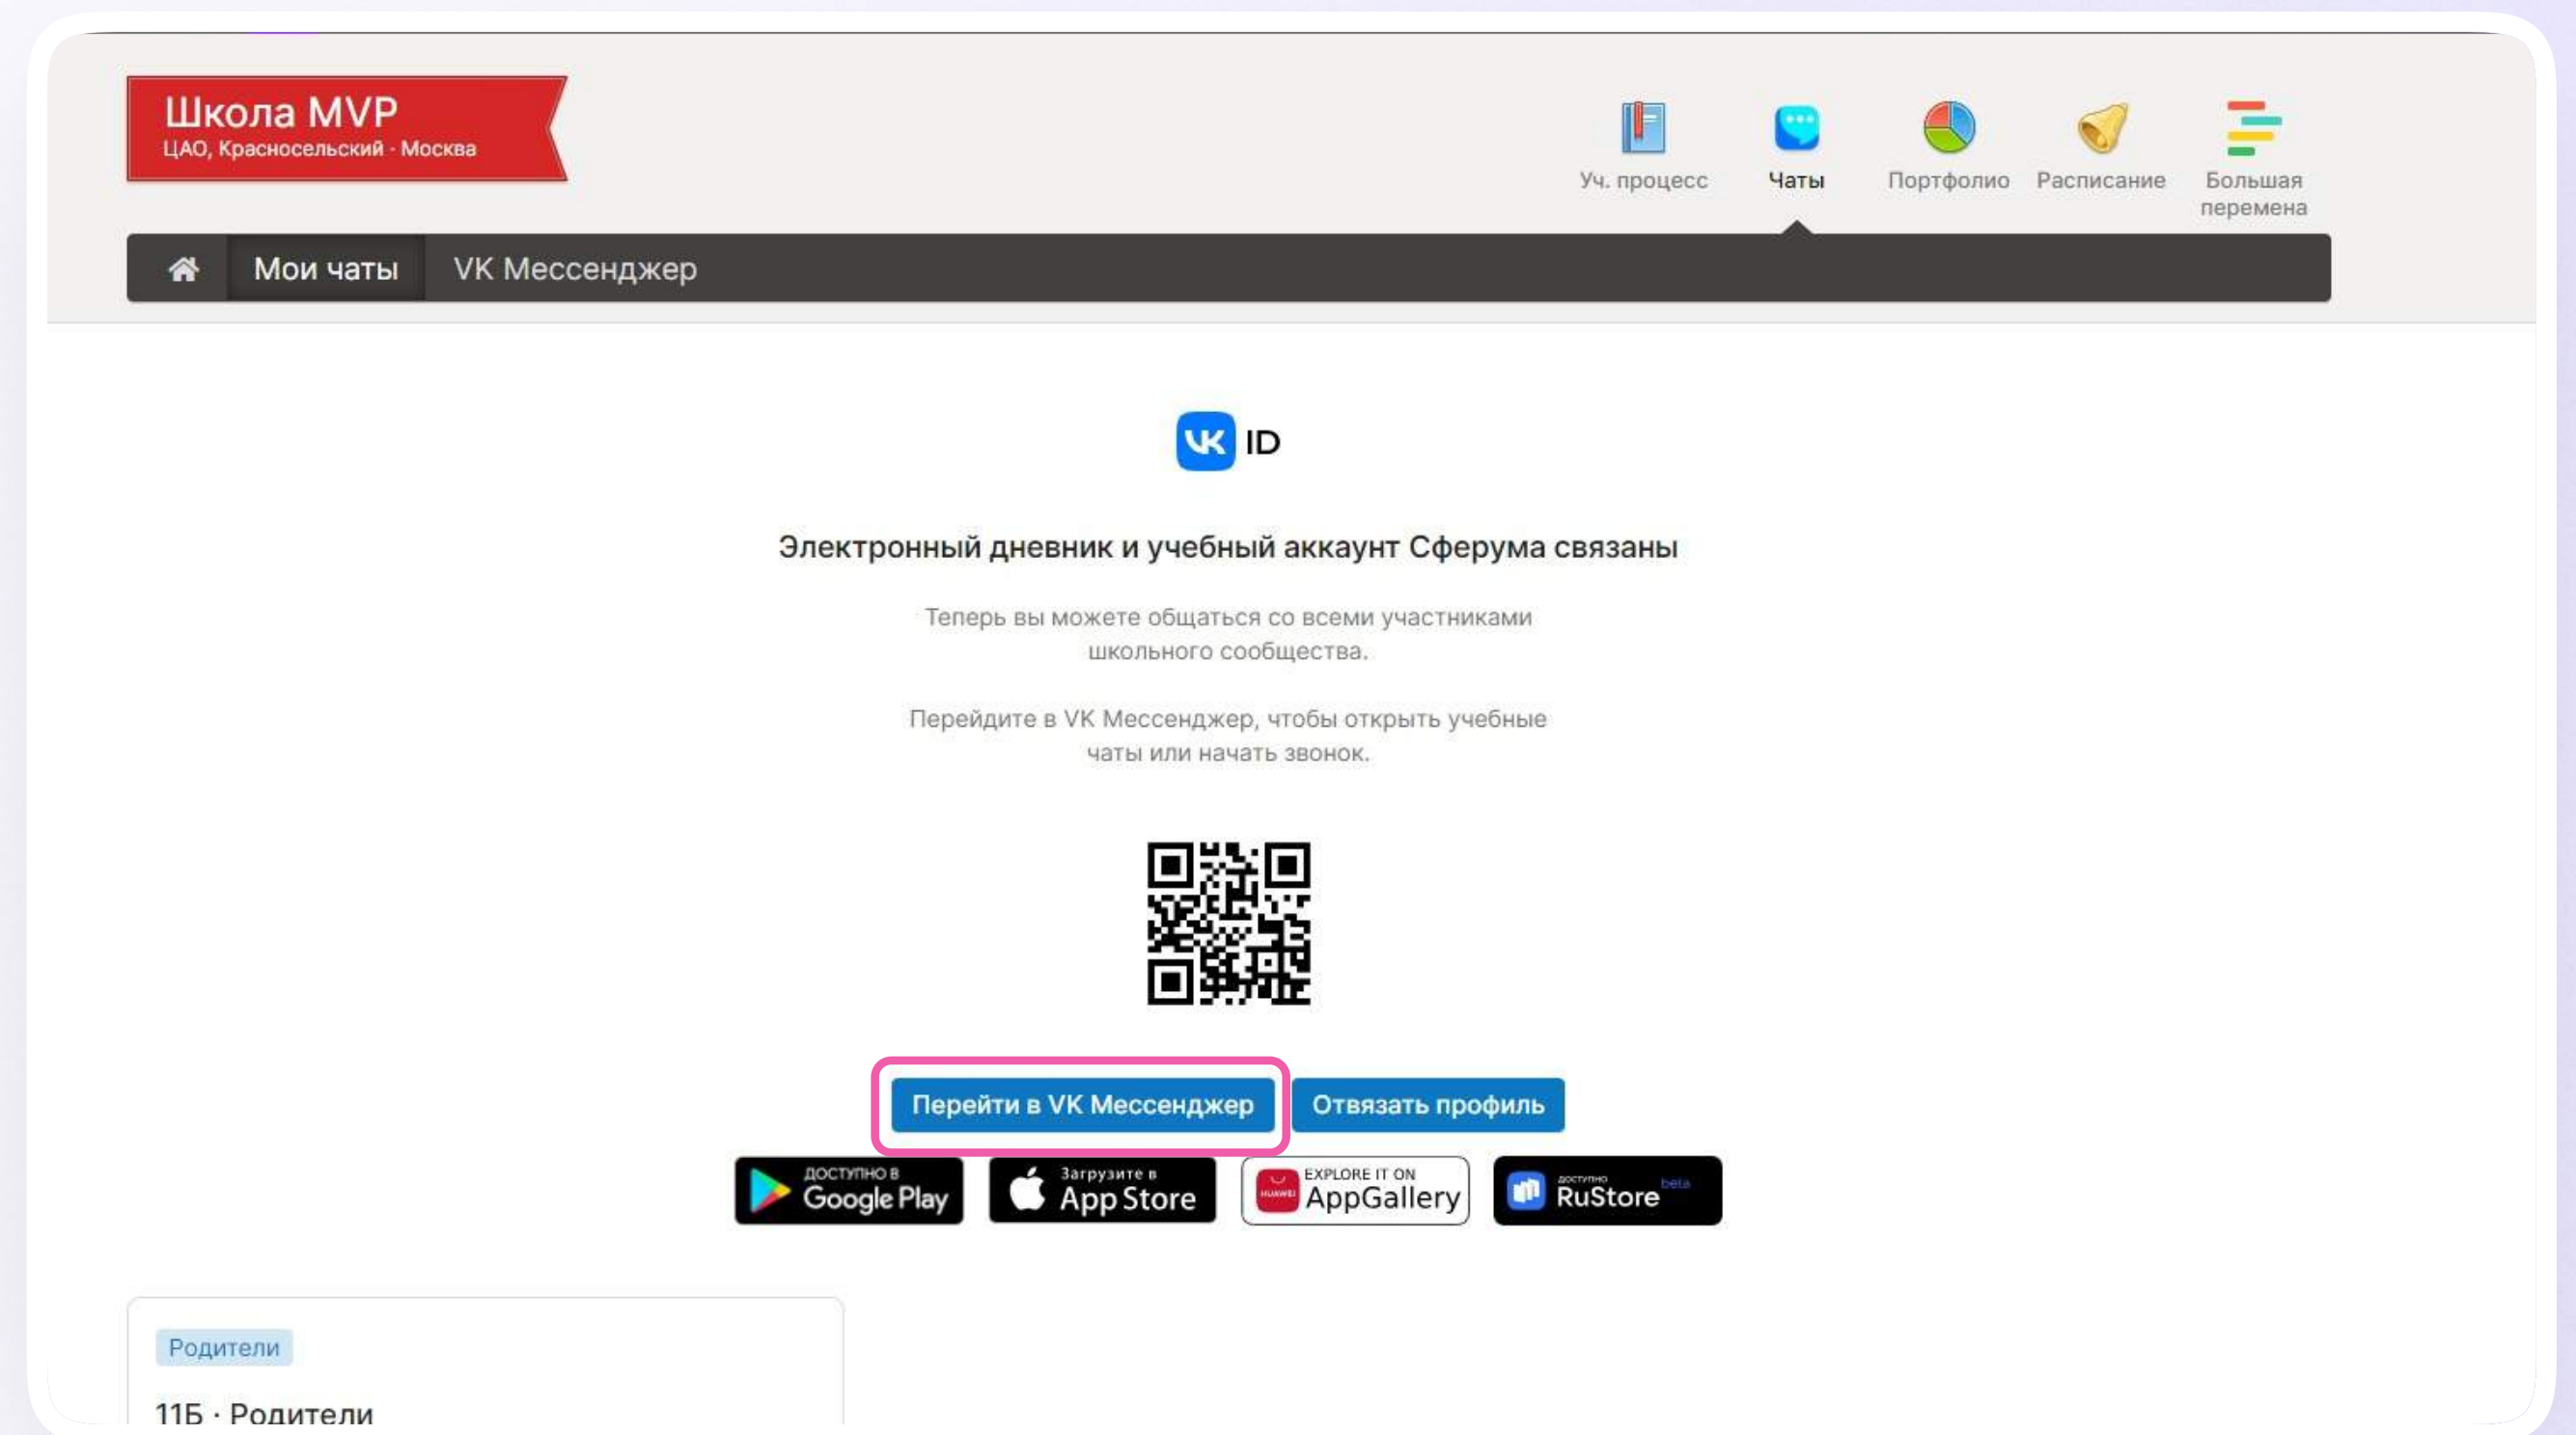 Школа MVP
ЦАО, Красносельский · Москва
Уч. процесс
Чаты
Портфолио
Расписание
Большая
перемена
Мои чаты
VK Мессенджер
VK ID
Электронный дневник и учебный аккаунт Сферума связаны
Теперь вы можете общаться со всеми участниками
школьного сообщества.
Перейдите в VK Мессенджер, чтобы открыть учебные
чаты или начать звонок.
Перейти в VK Мессенджер
Отвязать профиль
ДОСТУПНО В
Google Play
Загрузите в
App Store
HUAWEI
EXPLORE IT ON
AppGallery
ДОСТУПНО
RuStore beta
Родители
11Б · Родители